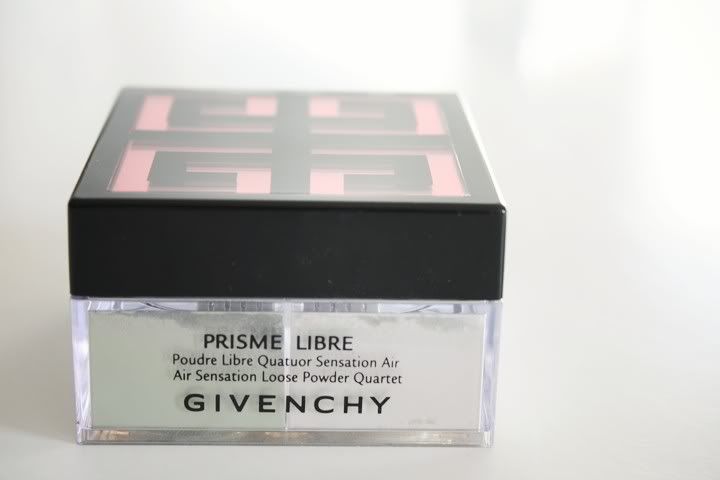 PRISME LIBRE
Poudre Libre Quatuor Sensation Air
Air Sensation Loose Powder Quartet
GIVENCHY